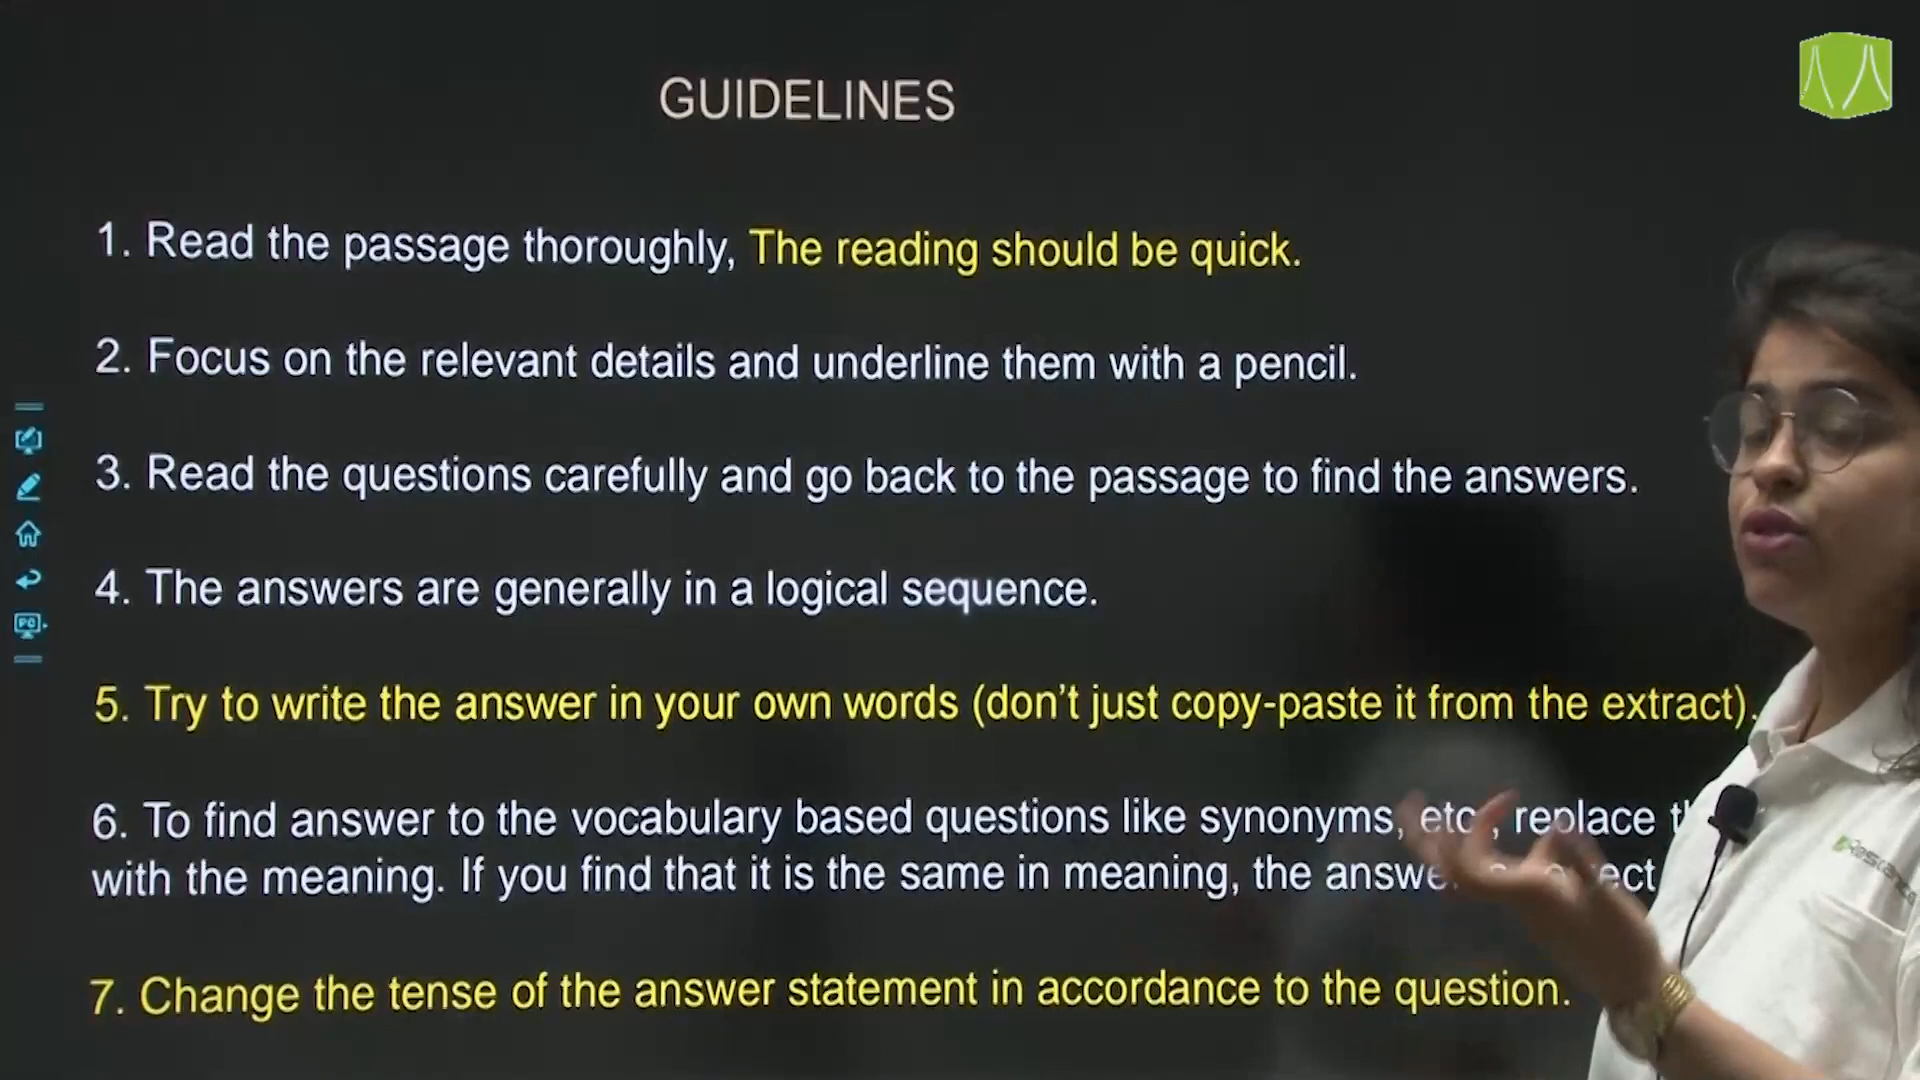 GUIDELINES
1. Read the passage thoroughly, The reading should be quick.
2. Focus on the relevant details and underline them with a pencil.
3. Read the questions carefully and go back to the passage to find the answers.
4. The answers are generally in a logical sequence.
5. Try to write the answer in your own words (don't just copy-paste it from the extract).
6. To find answer to the vocabulary based questions like synonyms, etc., replace
with the meaning. If you find that it is the same in meaning, the
7. Change the tense of the answer statement in accordance to the question.
PC